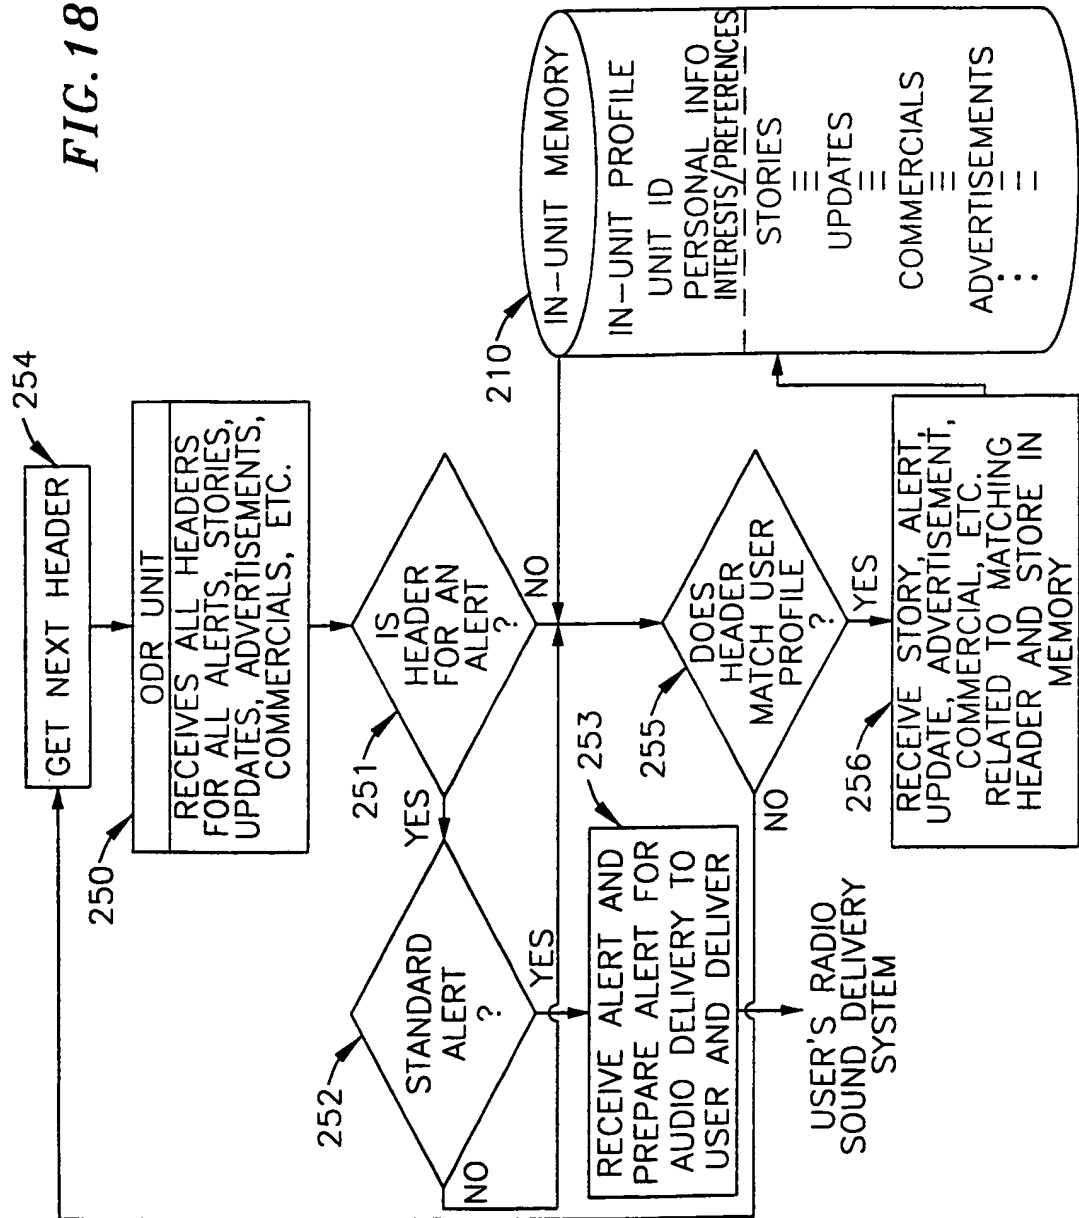 FIG.18
254
GET NEXT HEADER
250
ODR UNIT
RECEIVES ALL HEADERS
FOR ALL ALERTS, STORIES,
UPDATES, ADVERTISEMENTS,
COMMERCIALS, ETC.
251
IS
HEADER
FOR AN
ALERT
?
YES
NO
252
STANDARD
ALERT
?
NO
YES
253
RECEIVE ALERT AND
PREPARE ALERT FOR
AUDIO DELIVERY TO
USER AND DELIVER
USER'S RADIO
SOUND DELIVERY
SYSTEM
255
DOES
HEADER
MATCH USER
PROFILE
?
NO
YES
256
RECEIVE STORY, ALERT,
UPDATE, ADVERTISEMENT,
COMMERCIAL, ETC.
RELATED TO MATCHING
HEADER AND STORE IN
MEMORY
210
IN-UNIT MEMORY
IN-UNIT PROFILE
UNIT ID
PERSONAL INFO
INTERESTS/PREFERENCES
STORIES
UPDATES
COMMERCIALS
ADVERTISEMENTS